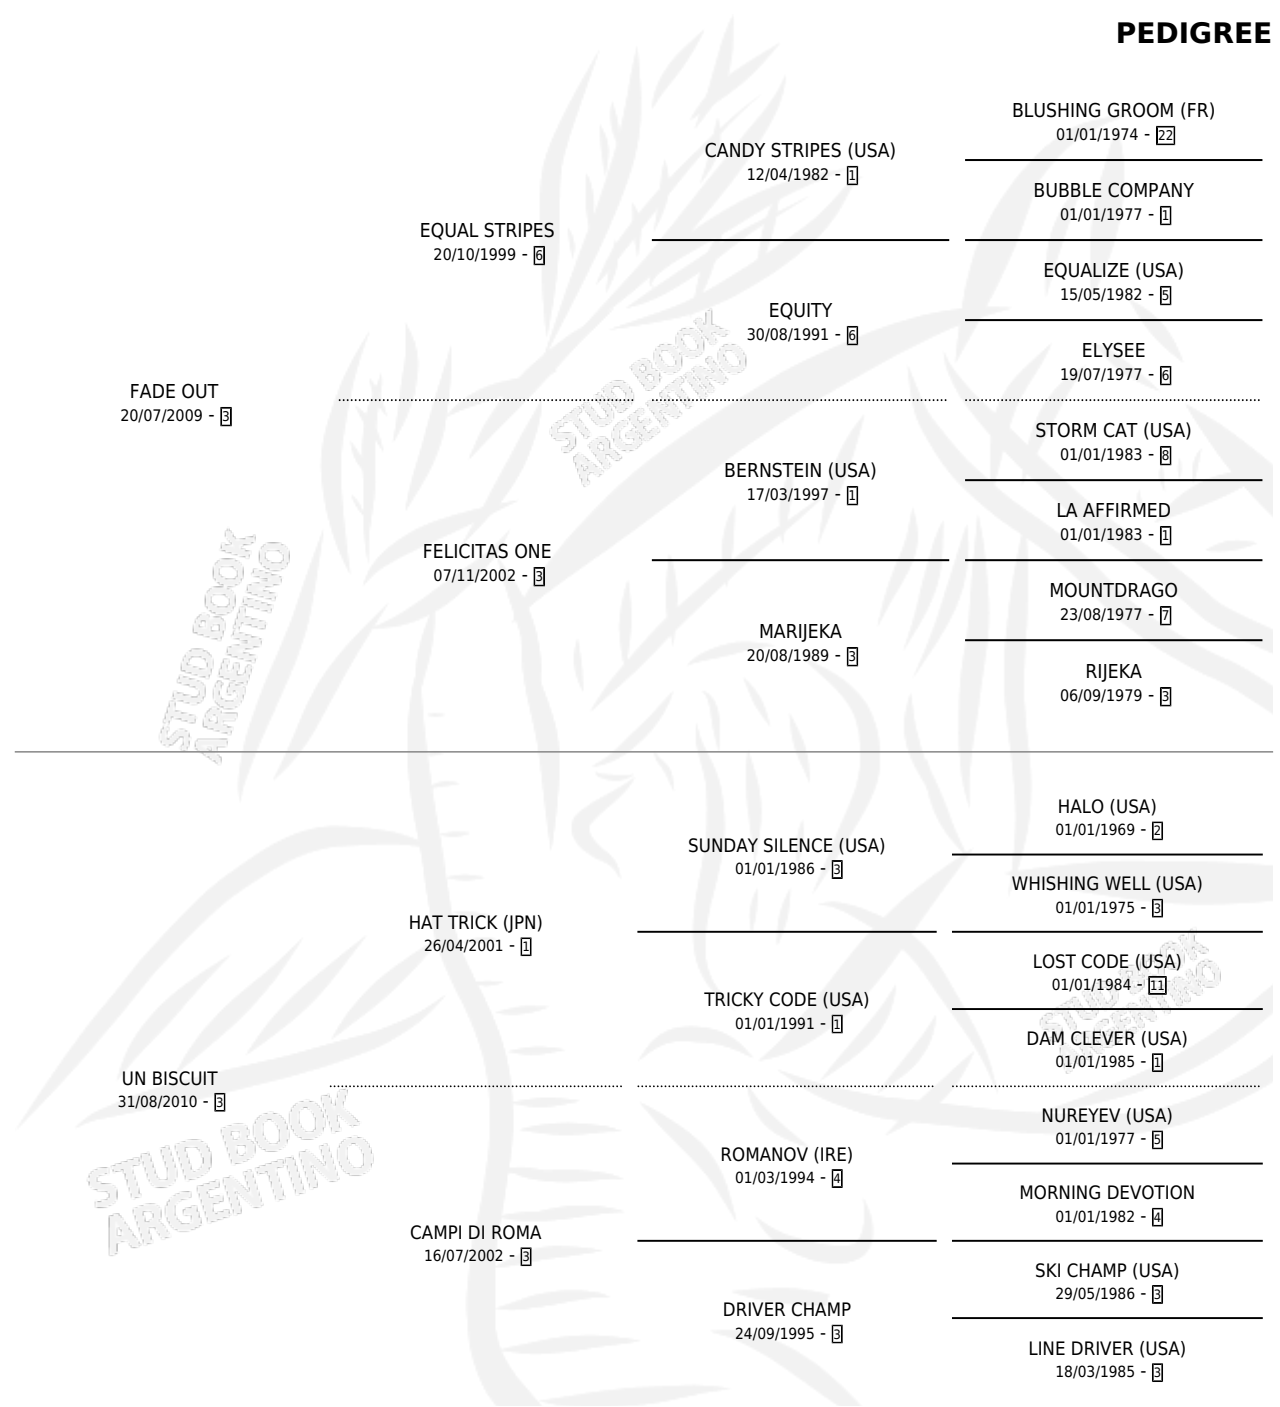 PEDIGREE
BLUSHING GROOM (FR)
01/01/1974 - 22
CANDY STRIPES (USA)
12/04/1982 - 1
BUBBLE COMPANY
01/01/1977 - 1
EQUAL STRIPES
20/10/1999 - 6
EQUALIZE (USA)
15/05/1982 - 5
EQUITY
30/08/1991 - 6
ELYSEE
19/07/1977 - 6
FADE OUT
20/07/2009 - 3
STORM CAT (USA)
01/01/1983 - 8
BERNSTEIN (USA)
17/03/1997 - 1
LA AFFIRMED
01/01/1983 - 1
FELICITAS ONE
07/11/2002 - 3
MOUNTDRAGO
23/08/1977 - 7
MARIJEKA
20/08/1989 - 3
RIJEKA
06/09/1979 - 3
STUD BOOK
ARGENTINO
STUD BOOK
ARGENTINO
HALO (USA)
01/01/1969 - 2
SUNDAY SILENCE (USA)
01/01/1986 - 3
WHISHING WELL (USA)
01/01/1975 - 3
HAT TRICK (JPN)
26/04/2001 - 1
LOST CODE (USA)
01/01/1984 - 11
TRICKY CODE (USA)
01/01/1991 - 1
DAM CLEVER (USA)
01/01/1985 - 1
UN BISCUIT
31/08/2010 - 3
NUREYEV (USA)
01/01/1977 - 5
ROMANOV (IRE)
01/03/1994 - 4
MORNING DEVOTION
01/01/1982 - 4
CAMPI DI ROMA
16/07/2002 - 3
SKI CHAMP (USA)
29/05/1986 - 3
DRIVER CHAMP
24/09/1995 - 3
LINE DRIVER (USA)
18/03/1985 - 3
STUD BOOK
ARGENTINO
STUD BOOK
ARGENTINO